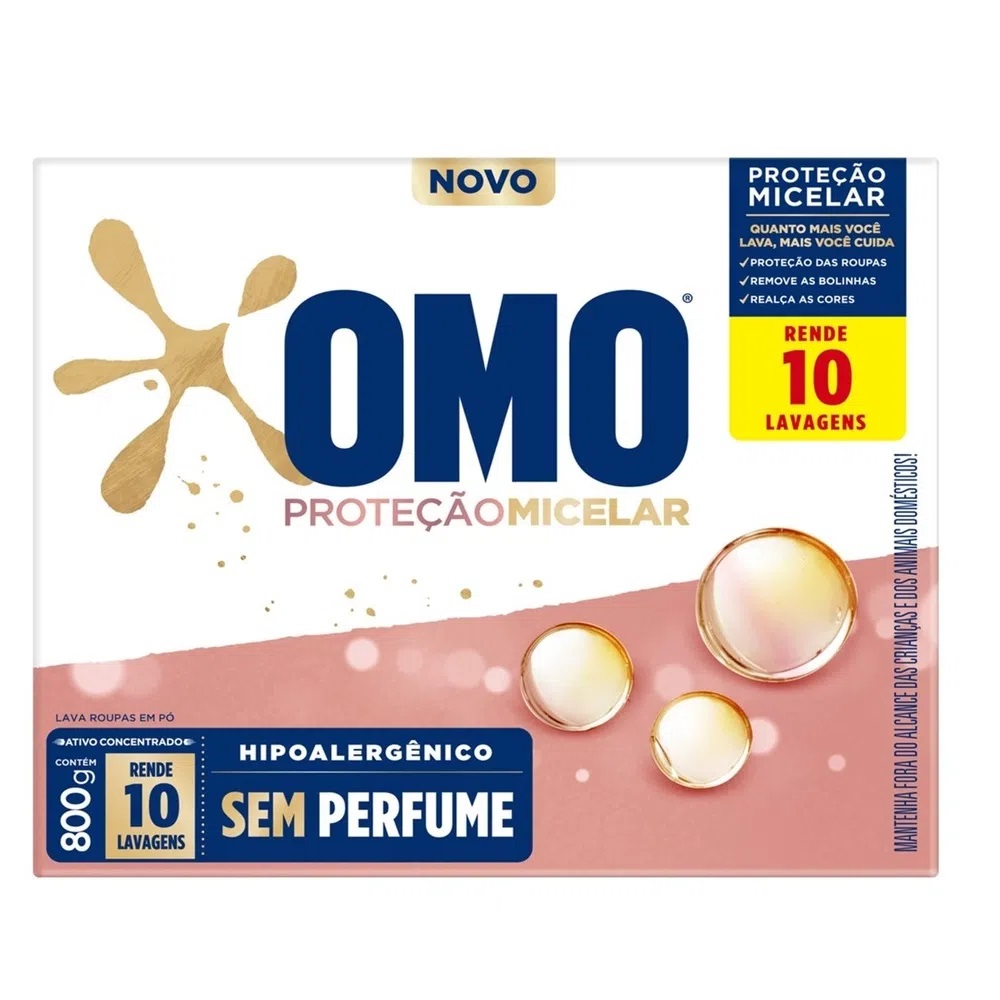 NOVO
PROTEÇÃO
MICELAR
QUANTO MAIS VOCÊ
LAVA, MAIS VOCÊ CUIDA
✓PROTEÇÃO DAS ROUPAS
✓REMOVE AS BOLINHAS
✓REALÇA AS CORES
RENDE
10
LAVAGENS
OMO®
PROTEÇÃOMICELAR
MANTENHA FORA DO ALCANCE DAS CRIANÇAS E DOS ANIMAIS DOMÉSTICOS!
LAVA ROUPAS EM PÓ
ATIVO CONCENTRADO
CONTÉM
800g
RENDE
10
LAVAGENS
HIPOALERGÊNICO
SEM PERFUME